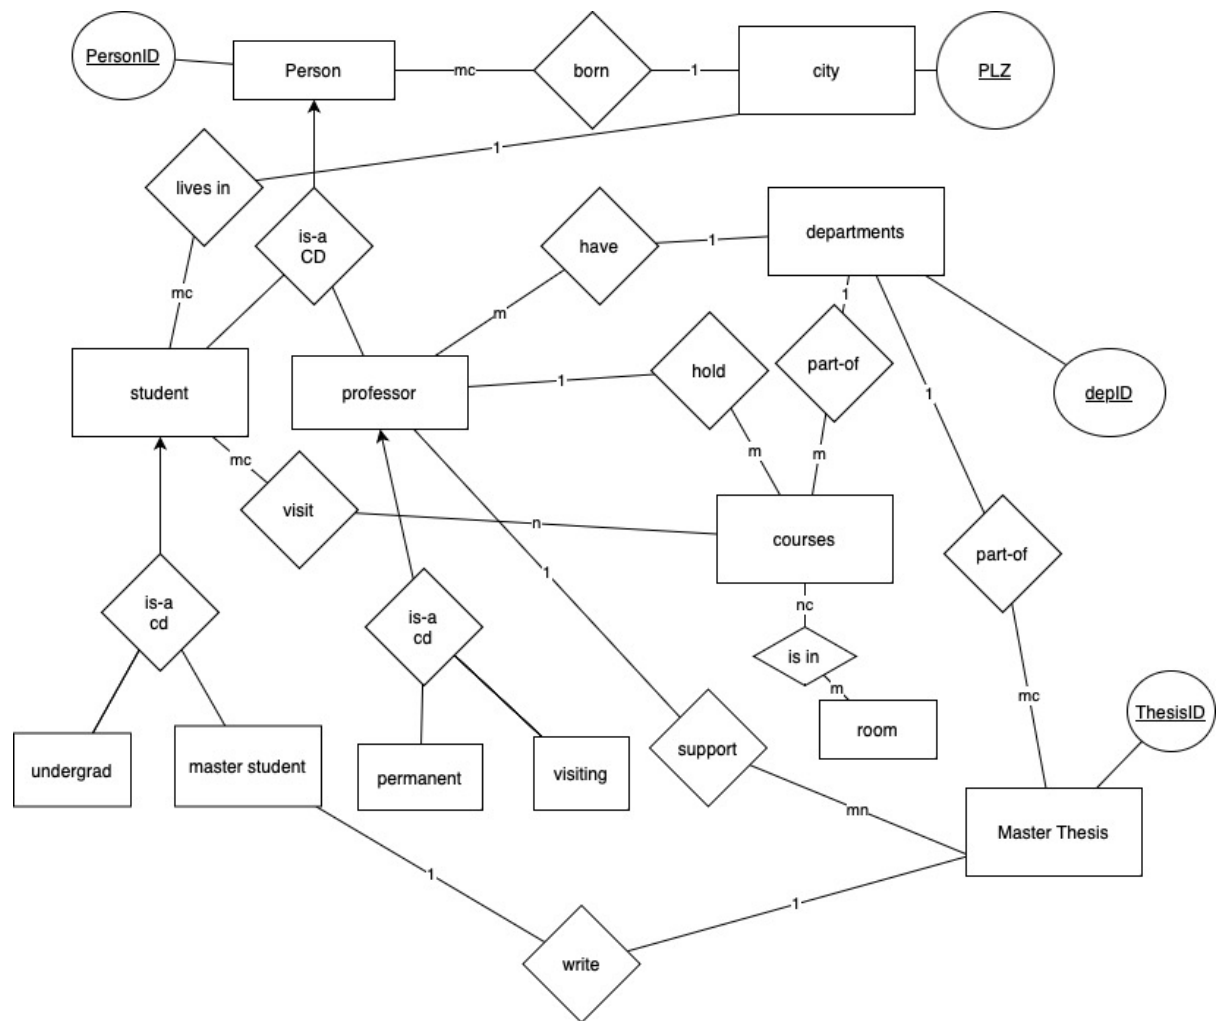 PersonID
Person
mc
born
1
city
PLZ
1
lives in
is-a
CD
have
1
departments
m
mc
1
student
professor
1
hold
part-of
1
depID
mc
m
m
visit
n
courses
part-of
1
is-a
cd
is-a
cd
nc
is in
m
room
mc
ThesisID
undergrad
master student
permanent
visiting
support
mn
Master Thesis
1
1
write